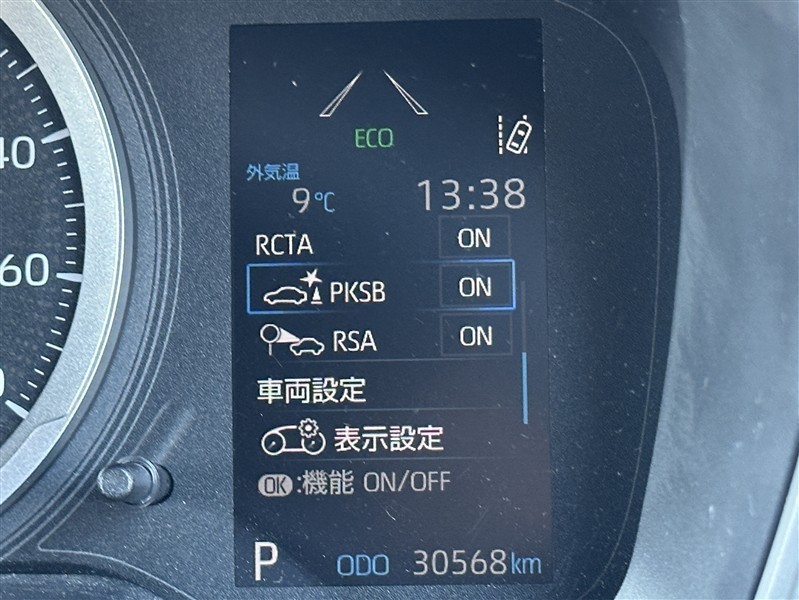 40
60
ECO
外気温
9℃ 13:38
RCTA ON
PKSB ON
RSA ON
車両設定
表示設定
OK:機能 ON/OFF
P ODO 30568km